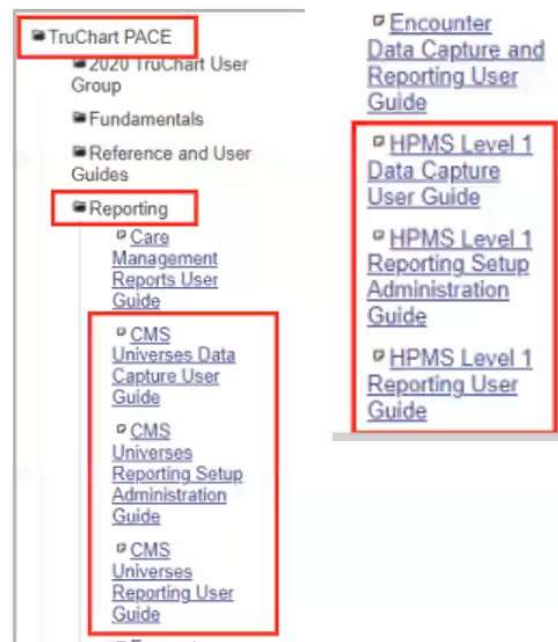 TruChart PACE
2020 TruChart User
Group
Fundamentals
Reference and User
Guides
Reporting
Care
Management
Reports User
Guide
CMS
Universes Data
Capture User
Guide
CMS
Universes
Reporting Setup
Administration
Guide
CMS
Universes
Reporting User
Guide
Encounter
Data Capture and
Reporting User
Guide
HPMS Level 1
Data Capture
User Guide
HPMS Level 1
Reporting Setup
Administration
Guide
HPMS Level 1
Reporting User
Guide